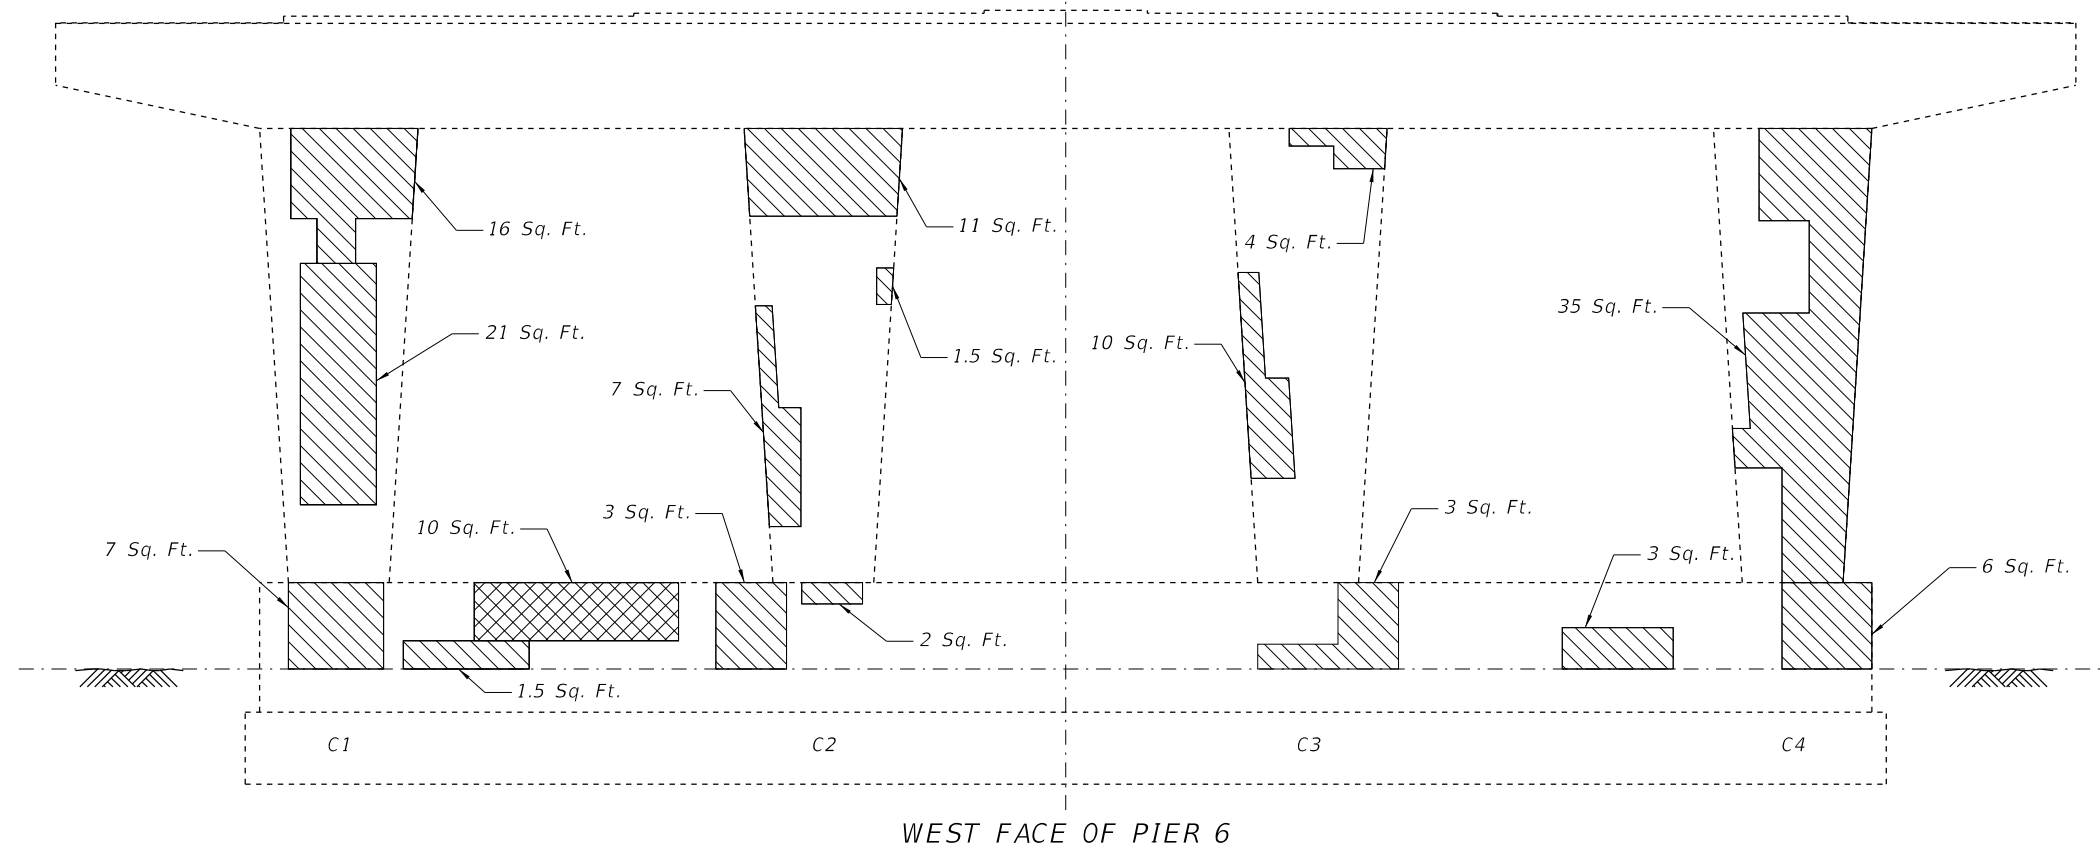 16 Sq. Ft.
11 Sq. Ft.
4 Sq. Ft.
35 Sq. Ft.
21 Sq. Ft.
10 Sq. Ft.
1.5 Sq. Ft.
7 Sq. Ft.
3 Sq. Ft.
3 Sq. Ft.
10 Sq. Ft.
7 Sq. Ft.
3 Sq. Ft.
6 Sq. Ft.
2 Sq. Ft.
1.5 Sq. Ft.
C1 C2 C3 C4
WEST FACE OF PIER 6